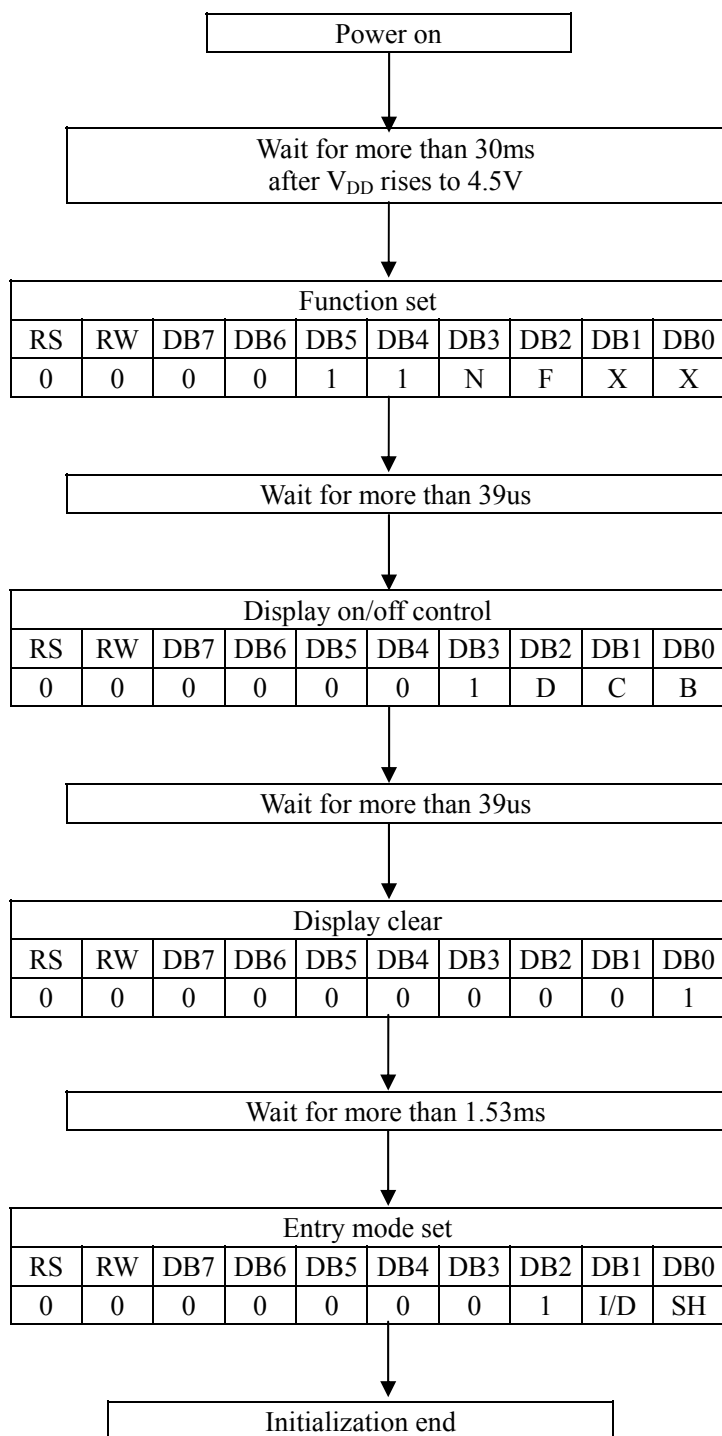 Power on
Wait for more than 30ms
after VDD rises to 4.5V
Function set
RS RW DB7 DB6 DB5 DB4 DB3 DB2 DB1 DB0
0 0 0 0 1 1 N F X X
Wait for more than 39us
Display on/off control
RS RW DB7 DB6 DB5 DB4 DB3 DB2 DB1 DB0
0 0 0 0 0 0 1 D C B
Wait for more than 39us
Display clear
RS RW DB7 DB6 DB5 DB4 DB3 DB2 DB1 DB0
0 0 0 0 0 0 0 0 0 1
Wait for more than 1.53ms
Entry mode set
RS RW DB7 DB6 DB5 DB4 DB3 DB2 DB1 DB0
0 0 0 0 0 0 0 1 I/D SH
Initialization end